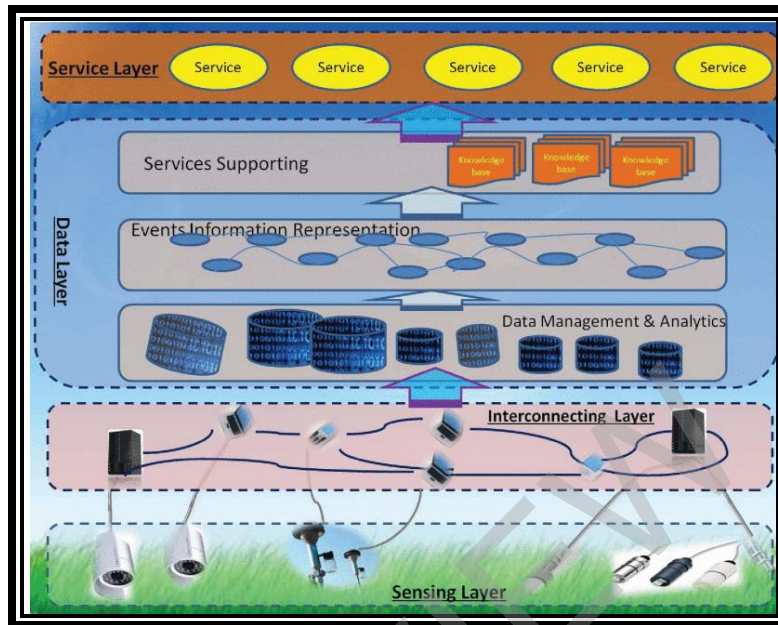 Service Layer
Service
Service
Service
Service
Service
Data Layer
Services Supporting
Knowledge
base
Knowledge
base
Knowledge
base
Events Information Representation
Data Management & Analytics
Interconnecting Layer
Sensing Layer